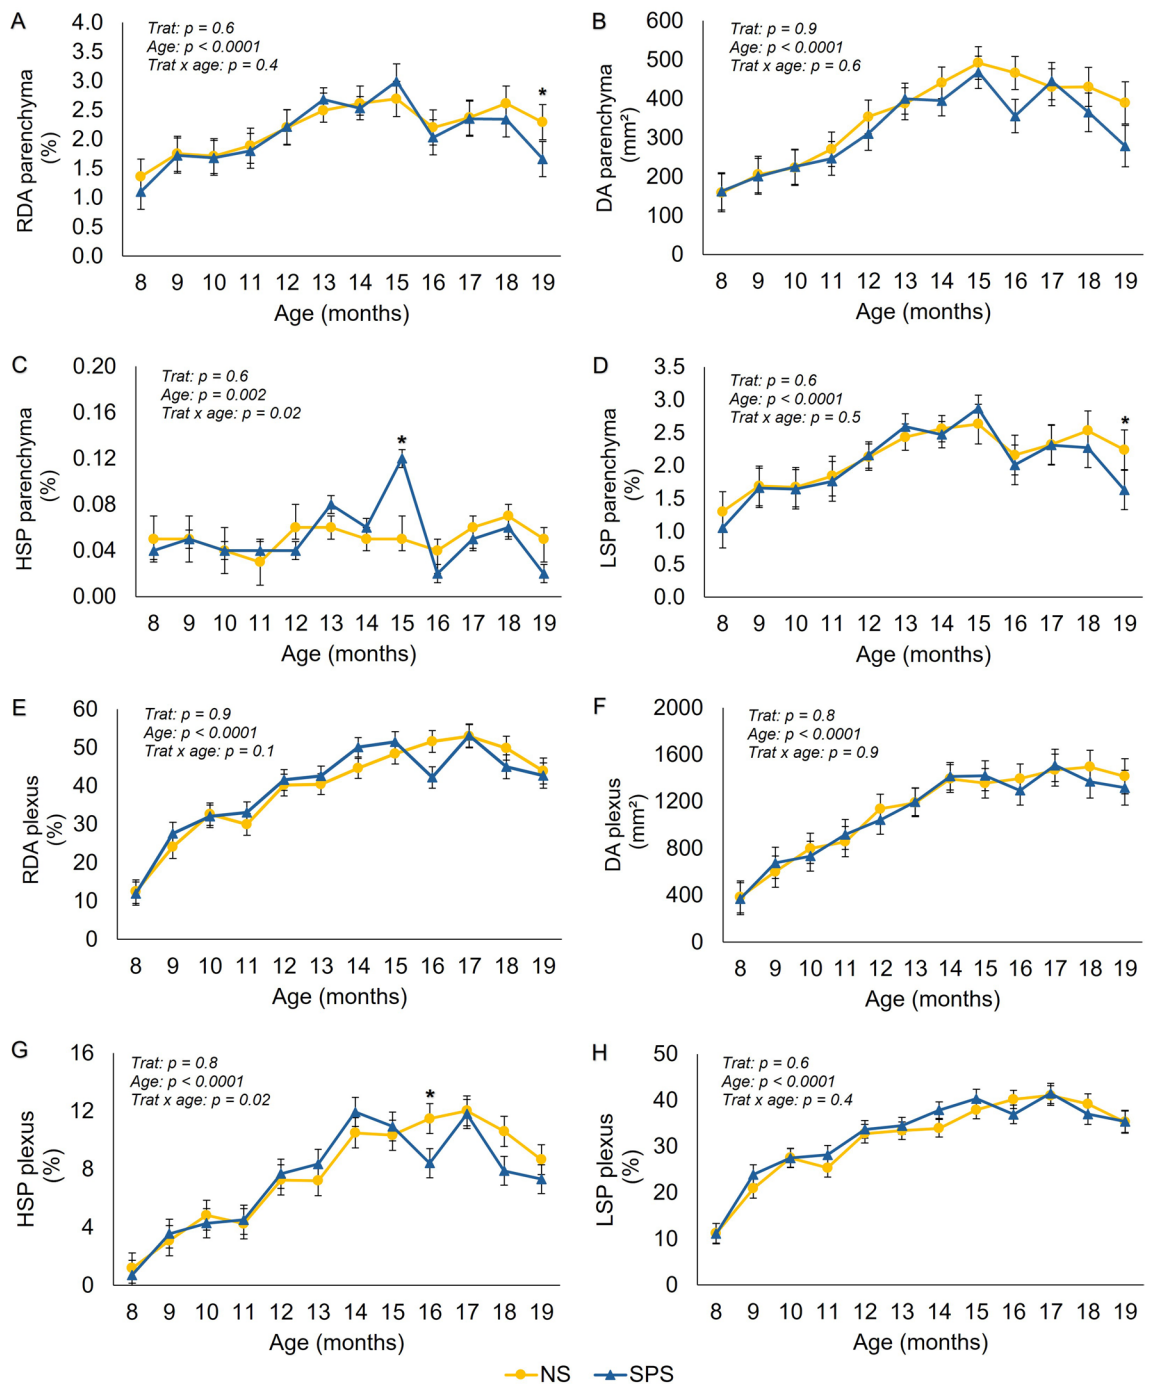 A
Trat: p = 0.6
Age: p < 0.0001
Trat x age: p = 0.4
RDA parenchyma
(%)
4.0
3.5
3.0
2.5
2.0
1.5
1.0
0.5
0.0
*
8 9 10 11 12 13 14 15 16 17 18 19
Age (months)
B
Trat: p = 0.9
Age: p < 0.0001
Trat x age: p = 0.6
DA parenchyma
(mm²)
600
500
400
300
200
100
0
8 9 10 11 12 13 14 15 16 17 18 19
Age (months)
C
Trat: p = 0.6
Age: p = 0.002
Trat x age: p = 0.02
HSP parenchyma
(%)
0.20
0.16
0.12
0.08
0.04
0.00
*
8 9 10 11 12 13 14 15 16 17 18 19
Age (months)
D
Trat: p = 0.6
Age: p < 0.0001
Trat x age: p = 0.5
LSP parenchyma
(%)
3.5
3.0
2.5
2.0
1.5
1.0
0.5
0.0
*
8 9 10 11 12 13 14 15 16 17 18 19
Age (months)
E
Trat: p = 0.9
Age: p < 0.0001
Trat x age: p = 0.1
RDA plexus
(%)
60
50
40
30
20
10
0
8 9 10 11 12 13 14 15 16 17 18 19
Age (months)
F
Trat: p = 0.8
Age: p < 0.0001
Trat x age: p = 0.9
DA plexus
(mm²)
2000
1600
1200
800
400
0
8 9 10 11 12 13 14 15 16 17 18 19
Age (months)
G
Trat: p = 0.8
Age: p < 0.0001
Trat x age: p = 0.02
HSP plexus
(%)
16
12
8
4
0
*
8 9 10 11 12 13 14 15 16 17 18 19
Age (months)
H
Trat: p = 0.6
Age: p < 0.0001
Trat x age: p = 0.4
LSP plexus
(%)
50
40
30
20
10
0
8 9 10 11 12 13 14 15 16 17 18 19
Age (months)
NS SPS